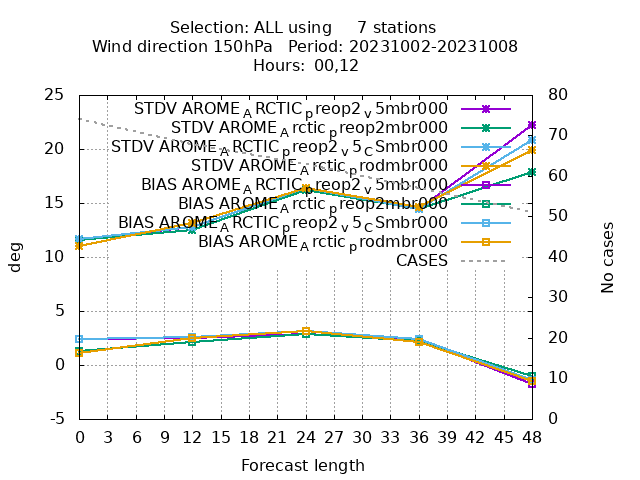 Selection: ALL using     7 stations
Wind direction 150hPa   Period: 20231002-20231008
Hours:  00,12
STDV AROME_ARCTIC_preop2_v5mbr000
STDV AROME_Arctic_preop2mbr000
STDV AROME_ARCTIC_preop2_v5_CSmbr000
STDV AROME_Arctic_prodmbr000
BIAS AROME_ARCTIC_preop2_v5mbr000
BIAS AROME_Arctic_preop2mbr000
BIAS AROME_ARCTIC_preop2_v5_CSmbr000
BIAS AROME_Arctic_prodmbr000
CASES
25
20
15
10
5
0
-5
deg
80
70
60
50
40
30
20
10
0
No cases
0 3 6 9 12 15 18 21 24 27 30 33 36 39 42 45 48
Forecast length